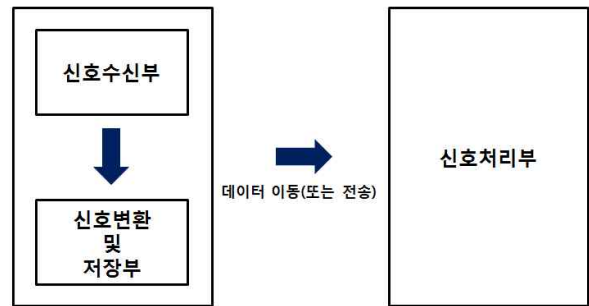 신호수신부
신호변환
및
저장부
데이터 이동(또는 전송)
신호처리부